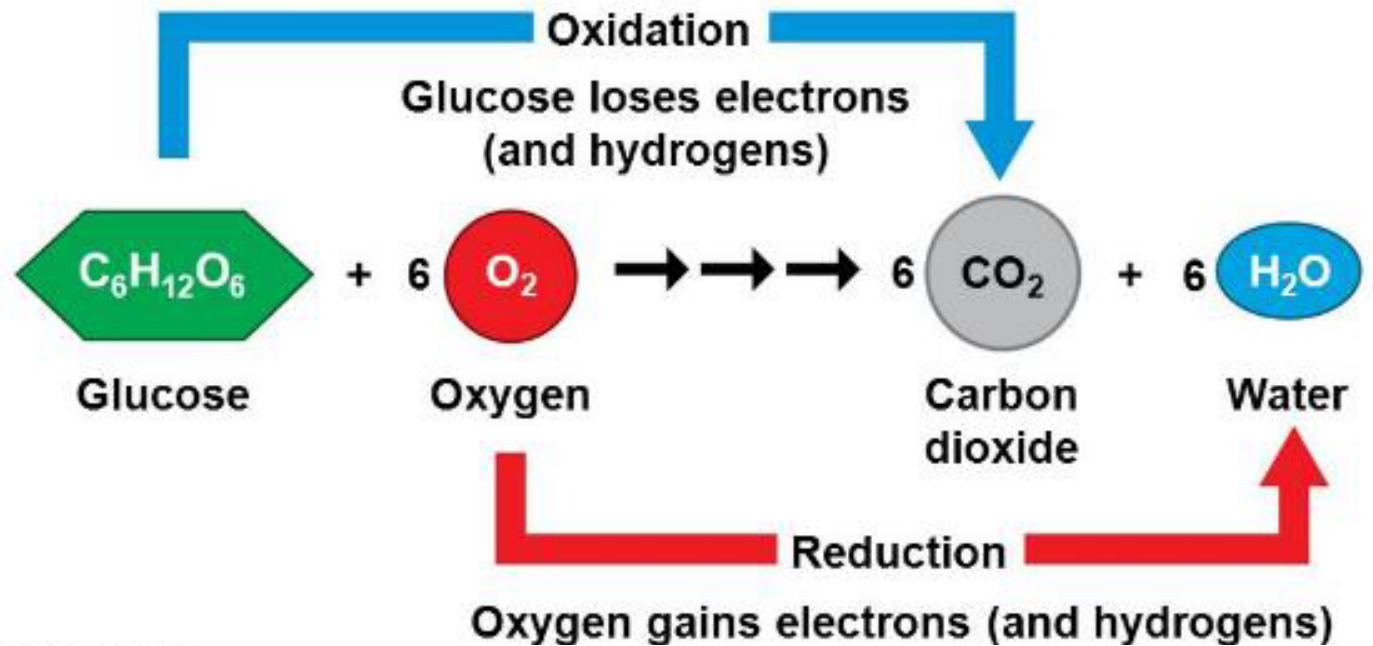 Oxidation
Glucose loses electrons
(and hydrogens)
C₆H₁₂O₆ + 6 O₂ 6 CO₂ + 6 H₂O
Glucose Oxygen Carbon dioxide Water
Reduction
Oxygen gains electrons (and hydrogens)